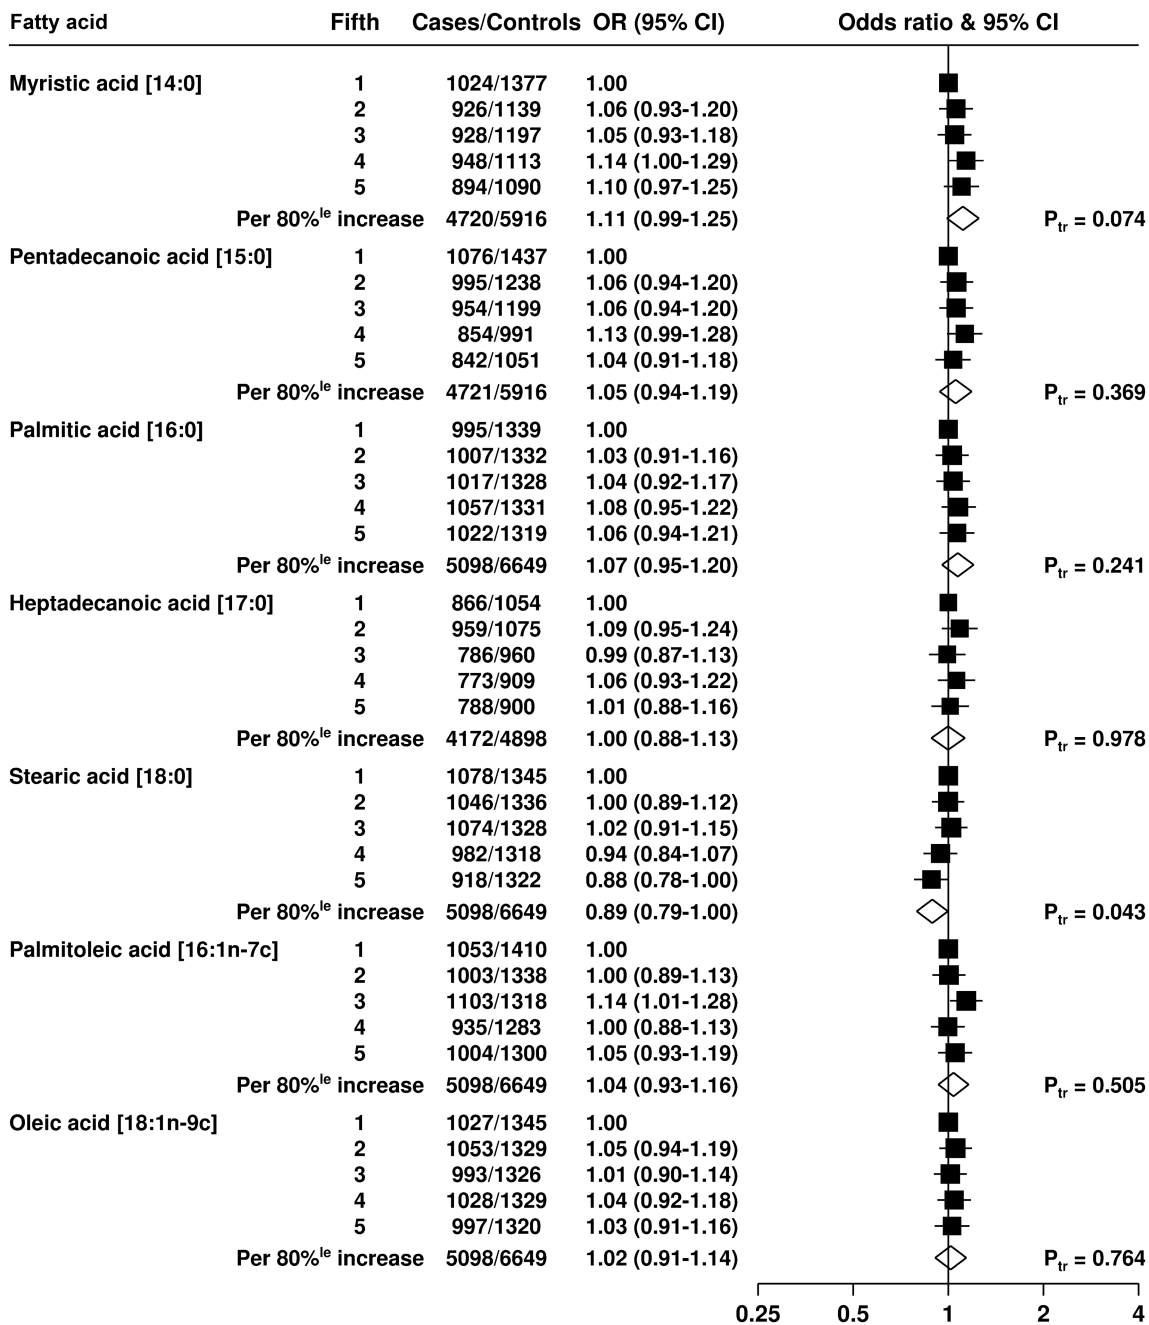 Fatty acid Fifth Cases/Controls OR (95% CI) Odds ratio & 95% CI
Myristic acid [14:0] 1 1024/1377 1.00
2 926/1139 1.06 (0.93-1.20)
3 928/1197 1.05 (0.93-1.18)
4 948/1113 1.14 (1.00-1.29)
5 894/1090 1.10 (0.97-1.25)
Per 80%le increase 4720/5916 1.11 (0.99-1.25) Ptr = 0.074
Pentadecanoic acid [15:0] 1 1076/1437 1.00
2 995/1238 1.06 (0.94-1.20)
3 954/1199 1.06 (0.94-1.20)
4 854/991 1.13 (0.99-1.28)
5 842/1051 1.04 (0.91-1.18)
Per 80%le increase 4721/5916 1.05 (0.94-1.19) Ptr = 0.369
Palmitic acid [16:0] 1 995/1339 1.00
2 1007/1332 1.03 (0.91-1.16)
3 1017/1328 1.04 (0.92-1.17)
4 1057/1331 1.08 (0.95-1.22)
5 1022/1319 1.06 (0.94-1.21)
Per 80%le increase 5098/6649 1.07 (0.95-1.20) Ptr = 0.241
Heptadecanoic acid [17:0] 1 866/1054 1.00
2 959/1075 1.09 (0.95-1.24)
3 786/960 0.99 (0.87-1.13)
4 773/909 1.06 (0.93-1.22)
5 788/900 1.01 (0.88-1.16)
Per 80%le increase 4172/4898 1.00 (0.88-1.13) Ptr = 0.978
Stearic acid [18:0] 1 1078/1345 1.00
2 1046/1336 1.00 (0.89-1.12)
3 1074/1328 1.02 (0.91-1.15)
4 982/1318 0.94 (0.84-1.07)
5 918/1322 0.88 (0.78-1.00)
Per 80%le increase 5098/6649 0.89 (0.79-1.00) Ptr = 0.043
Palmitoleic acid [16:1n-7c] 1 1053/1410 1.00
2 1003/1338 1.00 (0.89-1.13)
3 1103/1318 1.14 (1.01-1.28)
4 935/1283 1.00 (0.88-1.13)
5 1004/1300 1.05 (0.93-1.19)
Per 80%le increase 5098/6649 1.04 (0.93-1.16) Ptr = 0.505
Oleic acid [18:1n-9c] 1 1027/1345 1.00
2 1053/1329 1.05 (0.94-1.19)
3 993/1326 1.01 (0.90-1.14)
4 1028/1329 1.04 (0.92-1.18)
5 997/1320 1.03 (0.91-1.16)
Per 80%le increase 5098/6649 1.02 (0.91-1.14) Ptr = 0.764
0.25 0.5 1 2 4